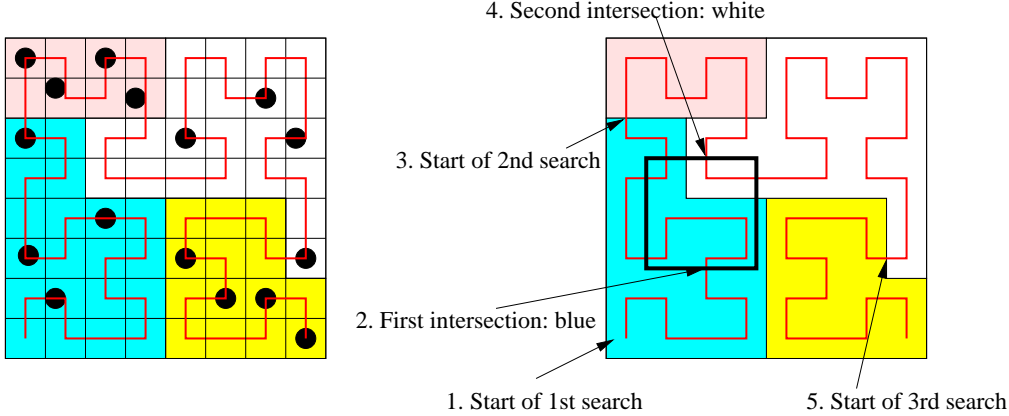 4. Second intersection: white
3. Start of 2nd search
2. First intersection: blue
1. Start of 1st search
5. Start of 3rd search